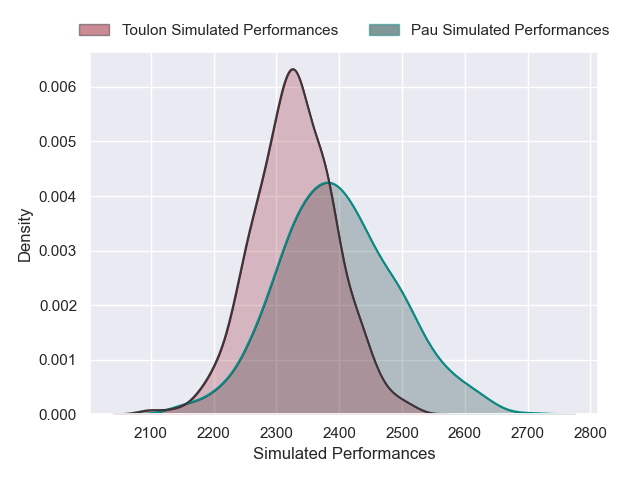 Toulon Simulated Performances Pau Simulated Performances
0.006
0.005
0.004
0.003
0.002
0.001
0.000
Density
2100 2200 2300 2400 2500 2600 2700 2800
Simulated Performances